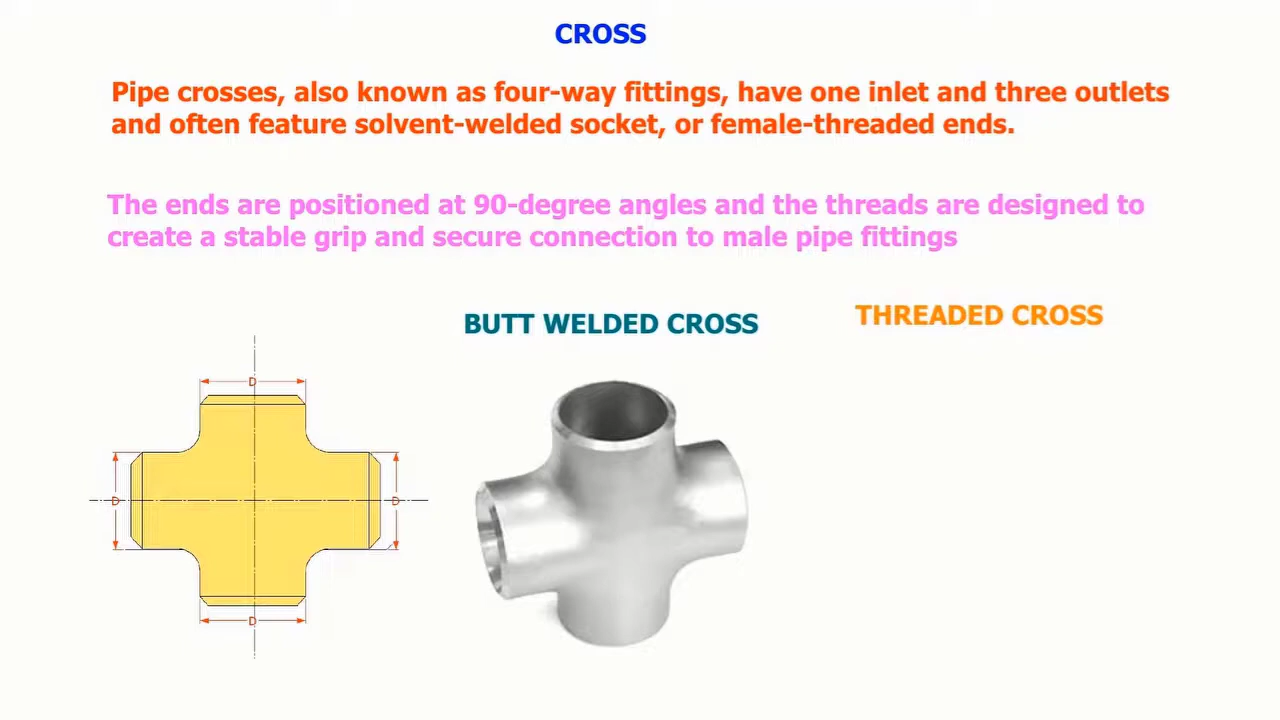 CROSS
Pipe crosses, also known as four-way fittings, have one inlet and three outlets
and often feature solvent-welded socket, or female-threaded ends.
The ends are positioned at 90-degree angles and the threads are designed to
create a stable grip and secure connection to male pipe fittings
BUTT WELDED CROSS
THREADED CROSS
D
D
D
D